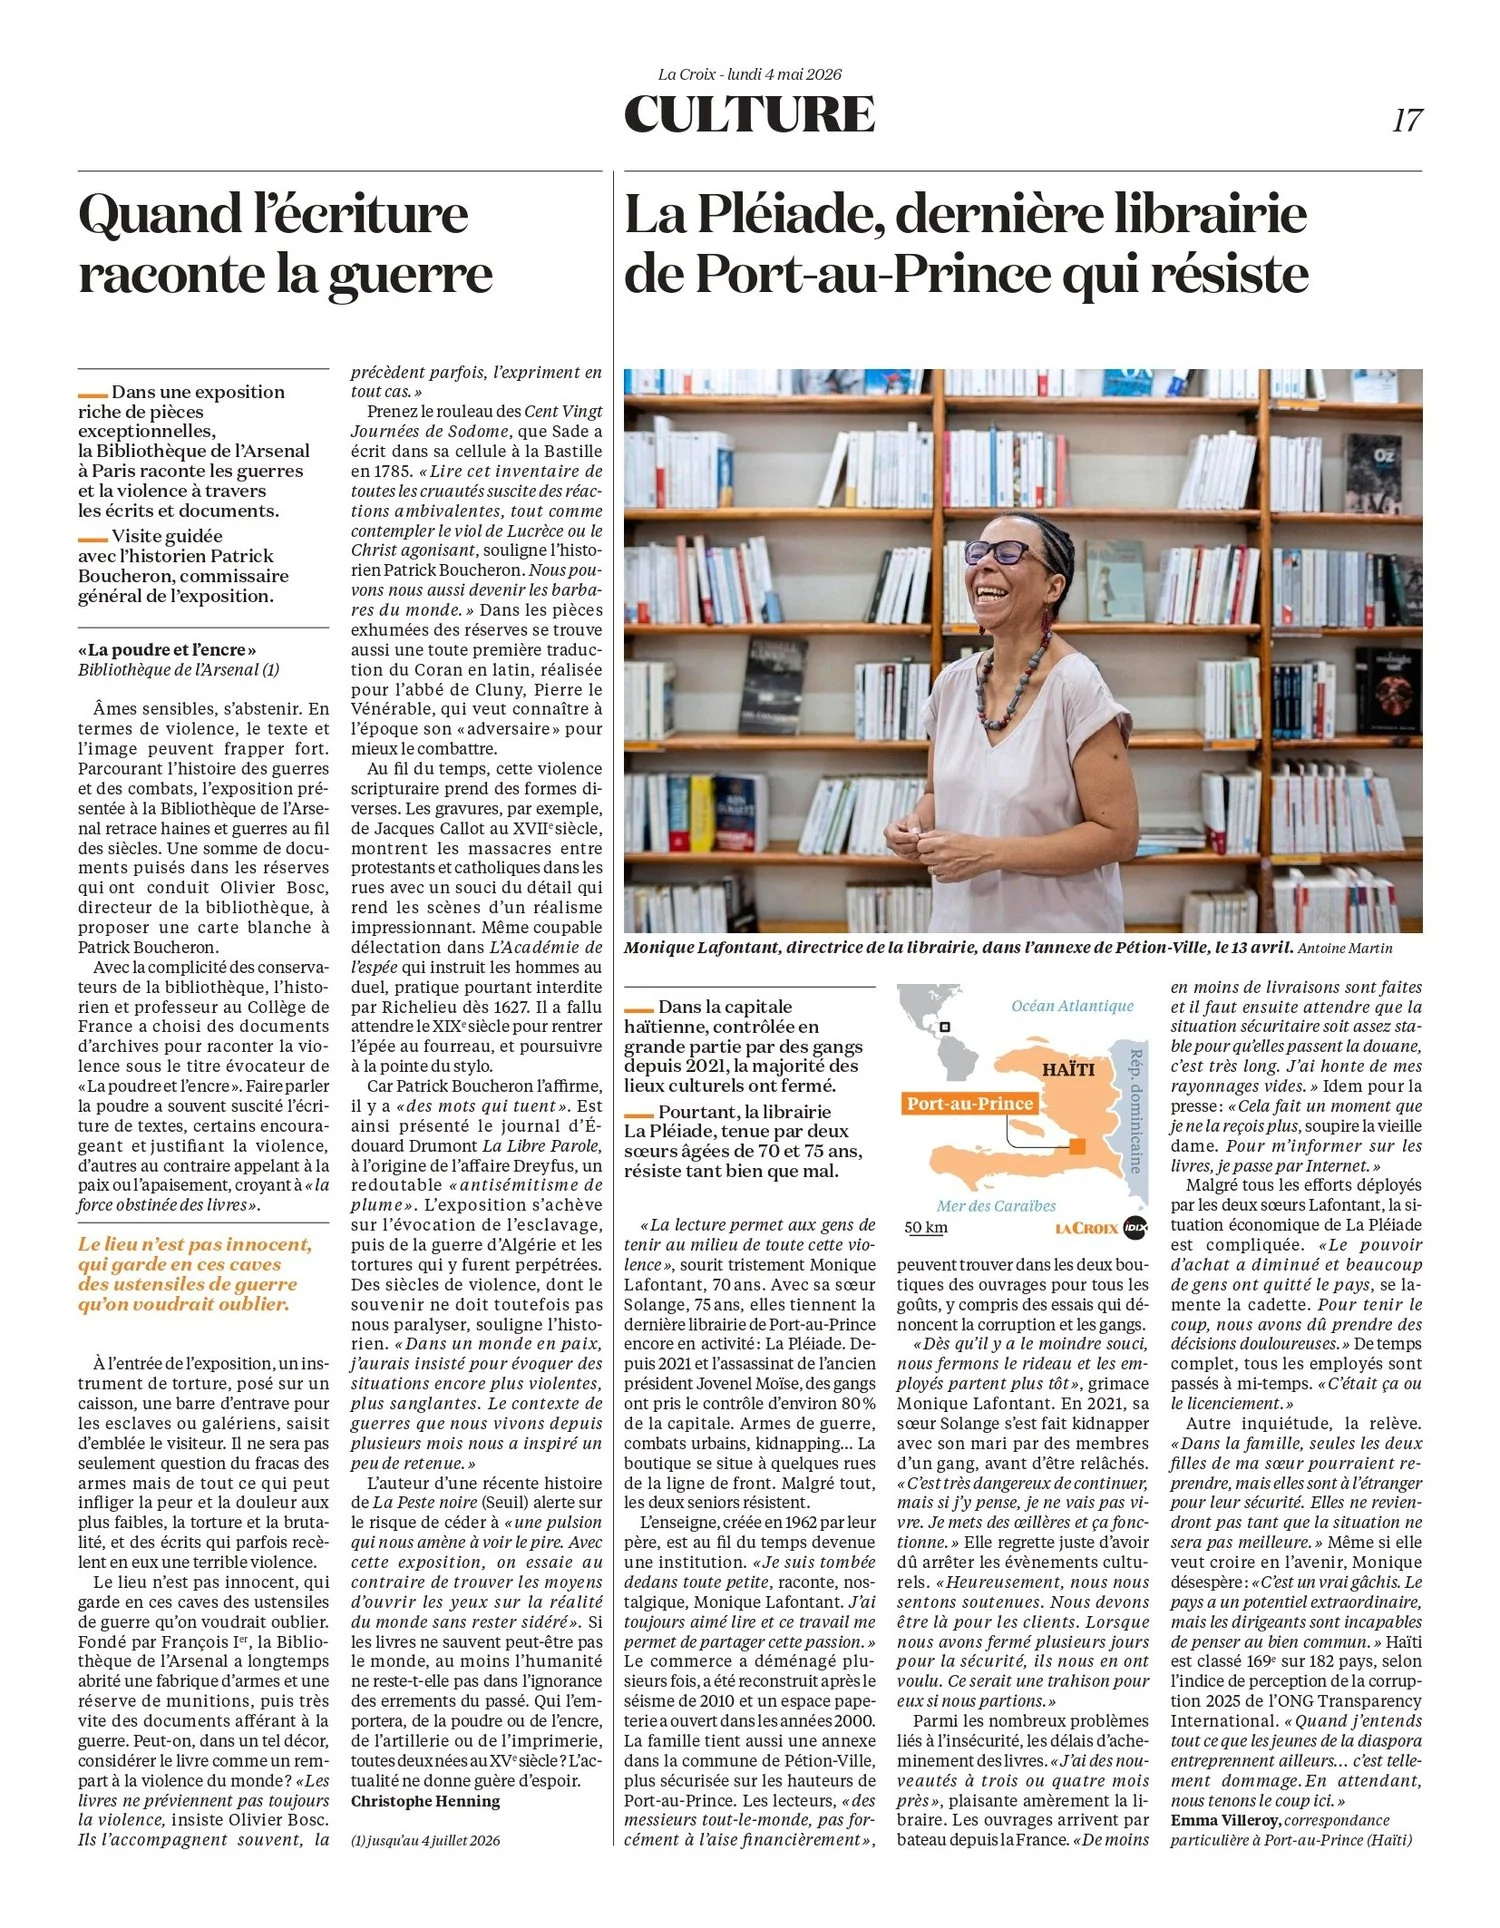 La Croix - lundi 4 mai 2026
CULTURE
17
Quand l’écriture
raconte la guerre
Dans une exposition
riche de pièces
exceptionnelles,
la Bibliothèque de l’Arsenal
à Paris raconte les guerres
et la violence à travers
les écrits et documents.
Visite guidée
avec l’historien Patrick
Boucheron, commissaire
général de l’exposition.
«La poudre et l’encre»
Bibliothèque de l’Arsenal (1)
Âmes sensibles, s’abstenir. En
termes de violence, le texte et
l’image peuvent frapper fort.
Parcourant l’histoire des guerres
et des combats, l’exposition pré-
sentée à la Bibliothèque de l’Arse-
nal retrace haines et guerres au fil
des siècles. Une somme de docu-
ments puisés dans les réserves
qui ont conduit Olivier Bosc,
directeur de la bibliothèque, à
proposer une carte blanche à
Patrick Boucheron.
Avec la complicité des conserva-
teurs de la bibliothèque, l’histo-
rien et professeur au Collège de
France a choisi des documents
d’archives pour raconter la vio-
lence sous le titre évocateur de
«La poudre et l’encre». Faire parler
la poudre a souvent suscité l’écri-
ture de textes, certains encoura-
geant et justifiant la violence,
d’autres au contraire appelant à la
paix ou l’apaisement, croyant à «la
force obstinée des livres».
Le lieu n’est pas innocent,
qui garde en ces caves
des ustensiles de guerre
qu’on voudrait oublier.
À l’entrée de l’exposition, un ins-
trument de torture, posé sur un
caisson, une barre d’entrave pour
les esclaves ou galériens, saisit
d’emblée le visiteur. Il ne sera pas
seulement question du fracas des
armes mais de tout ce qui peut
infliger la peur et la douleur aux
plus faibles, la torture et la bruta-
lité, et des écrits qui parfois recè-
lent en eux une terrible violence.
Le lieu n’est pas innocent, qui
garde en ces caves des ustensiles
de guerre qu’on voudrait oublier.
Fondé par François Ier, la Biblio-
thèque de l’Arsenal a longtemps
abrité une fabrique d’armes et une
réserve de munitions, puis très
vite des documents afférant à la
guerre. Peut-on, dans un tel décor,
considérer le livre comme un rem-
part à la violence du monde? «Les
livres ne préviennent pas toujours
la violence, insiste Olivier Bosc.
Ils l’accompagnent souvent, la
précèdent parfois, l’expriment en
tout cas.»
Prenez le rouleau des Cent Vingt
Journées de Sodome, que Sade a
écrit dans sa cellule à la Bastille
en 1785. «Lire cet inventaire de
toutes les cruautés suscite des réac-
tions ambivalentes, tout comme
contempler le viol de Lucrèce ou le
Christ agonisant, souligne l’histo-
rien Patrick Boucheron. Nous pou-
vons nous aussi devenir les barba-
res du monde.» Dans les pièces
exhumées des réserves se trouve
aussi une toute première traduc-
tion du Coran en latin, réalisée
pour l’abbé de Cluny, Pierre le
Vénérable, qui veut connaître à
l’époque son «adversaire» pour
mieux le combattre.
Au fil du temps, cette violence
scripturaire prend des formes di-
verses. Les gravures, par exemple,
de Jacques Callot au XVIIe siècle,
montrent les massacres entre
protestants et catholiques dans les
rues avec un souci du détail qui
rend les scènes d’un réalisme
impressionnant. Même coupable
délectation dans L’Académie de
l’espée qui instruit les hommes au
duel, pratique pourtant interdite
par Richelieu dès 1627. Il a fallu
attendre le XIXe siècle pour rentrer
l’épée au fourreau, et poursuivre
à la pointe du stylo.
Car Patrick Boucheron l’affirme,
il y a «des mots qui tuent». Est
ainsi présenté le journal d’É-
douard Drumont La Libre Parole,
à l’origine de l’affaire Dreyfus, un
redoutable «antisémitisme de
plume». L’exposition s’achève
sur l’évocation de l’esclavage,
puis de la guerre d’Algérie et les
tortures qui y furent perpétrées.
Des siècles de violence, dont le
souvenir ne doit toutefois pas
nous paralyser, souligne l’histo-
rien. «Dans un monde en paix,
j’aurais insisté pour évoquer des
situations encore plus violentes,
plus sanglantes. Le contexte de
guerres que nous vivons depuis
plusieurs mois nous a inspiré un
peu de retenue.»
L’auteur d’une récente histoire
de La Peste noire (Seuil) alerte sur
le risque de céder à «une pulsion
qui nous amène à voir le pire. Avec
cette exposition, on essaie au
contraire de trouver les moyens
d’ouvrir les yeux sur la réalité
du monde sans rester sidéré». Si
les livres ne sauvent peut-être pas
le monde, au moins l’humanité
ne reste-t-elle pas dans l’ignorance
des errements du passé. Qui l’em-
portera, de la poudre ou de l’encre,
de l’artillerie ou de l’imprimerie,
toutes deux nées au XVe siècle? L’ac-
tualité ne donne guère d’espoir.
Christophe Henning
(1) jusqu’au 4 juillet 2026
La Pléiade, dernière librairie
de Port-au-Prince qui résiste
Oz
Monique Lafontant, directrice de la librairie, dans l’annexe de Pétion-Ville, le 13 avril. Antoine Martin
Dans la capitale
haïtienne, contrôlée en
grande partie par des gangs
depuis 2021, la majorité des
lieux culturels ont fermé.
Pourtant, la librairie
La Pléiade, tenue par deux
sœurs âgées de 70 et 75 ans,
résiste tant bien que mal.
«La lecture permet aux gens de
tenir au milieu de toute cette vio-
lence», sourit tristement Monique
Lafontant, 70 ans. Avec sa sœur
Solange, 75 ans, elles tiennent la
dernière librairie de Port-au-Prince
encore en activité: La Pléiade. De-
puis 2021 et l’assassinat de l’ancien
président Jovenel Moïse, des gangs
ont pris le contrôle d’environ 80%
de la capitale. Armes de guerre,
combats urbains, kidnapping... La
boutique se situe à quelques rues
de la ligne de front. Malgré tout,
les deux seniors résistent.
L’enseigne, créée en 1962 par leur
père, est au fil du temps devenue
une institution. «Je suis tombée
dedans toute petite, raconte, nos-
talgique, Monique Lafontant. J’ai
toujours aimé lire et ce travail me
permet de partager cette passion.»
Le commerce a déménagé plu-
sieurs fois, a été reconstruit après le
séisme de 2010 et un espace pape-
terie a ouvert dans les années 2000.
La famille tient aussi une annexe
dans la commune de Pétion-Ville,
plus sécurisée sur les hauteurs de
Port-au-Prince. Les lecteurs, «des
messieurs tout-le-monde, pas for-
cément à l’aise financièrement»,
Océan Atlantique
HAÏTI
Rép. dominicaine
Port-au-Prince
Mer des Caraïbes
50 km
LA CROIX
IDIX
peuvent trouver dans les deux bou-
tiques des ouvrages pour tous les
goûts, y compris des essais qui dé-
noncent la corruption et les gangs.
«Dès qu’il y a le moindre souci,
nous fermons le rideau et les em-
ployés partent plus tôt», grimace
Monique Lafontant. En 2021, sa
sœur Solange s’est fait kidnapper
avec son mari par des membres
d’un gang, avant d’être relâchés.
«C’est très dangereux de continuer,
mais si j’y pense, je ne vais pas vi-
vre. Je mets des œillères et ça fonc-
tionne.» Elle regrette juste d’avoir
dû arrêter les évènements cultu-
rels. «Heureusement, nous nous
sentons soutenues. Nous devons
être là pour les clients. Lorsque
nous avons fermé plusieurs jours
pour la sécurité, ils nous en ont
voulu. Ce serait une trahison pour
eux si nous partions.»
Parmi les nombreux problèmes
liés à l’insécurité, les délais d’ache-
minement des livres. «J’ai des nou-
veautés à trois ou quatre mois
près», plaisante amèrement la li-
braire. Les ouvrages arrivent par
bateau depuis la France. «De moins
en moins de livraisons sont faites
et il faut ensuite attendre que la
situation sécuritaire soit assez sta-
ble pour qu’elles passent la douane,
c’est très long. J’ai honte de mes
rayonnages vides.» Idem pour la
presse: «Cela fait un moment que
je ne la reçois plus, soupire la vieille
dame. Pour m’informer sur les
livres, je passe par Internet.»
Malgré tous les efforts déployés
par les deux sœurs Lafontant, la si-
tuation économique de La Pléiade
est compliquée. «Le pouvoir
d’achat a diminué et beaucoup
de gens ont quitté le pays, se la-
mente la cadette. Pour tenir le
coup, nous avons dû prendre des
décisions douloureuses.» De temps
complet, tous les employés sont
passés à mi-temps. «C’était ça ou
le licenciement.»
Autre inquiétude, la relève.
«Dans la famille, seules les deux
filles de ma sœur pourraient re-
prendre, mais elles sont à l’étranger
pour leur sécurité. Elles ne revien-
dront pas tant que la situation ne
sera pas meilleure.» Même si elle
veut croire en l’avenir, Monique
désespère: «C’est un vrai gâchis. Le
pays a un potentiel extraordinaire,
mais les dirigeants sont incapables
de penser au bien commun.» Haïti
est classé 169e sur 182 pays, selon
l’indice de perception de la corrup-
tion 2025 de l’ONG Transparency
International. «Quand j’entends
tout ce que les jeunes de la diaspora
entreprennent ailleurs... c’est telle-
ment dommage. En attendant,
nous tenons le coup ici.»
Emma Villeroy, correspondance
particulière à Port-au-Prince (Haïti)